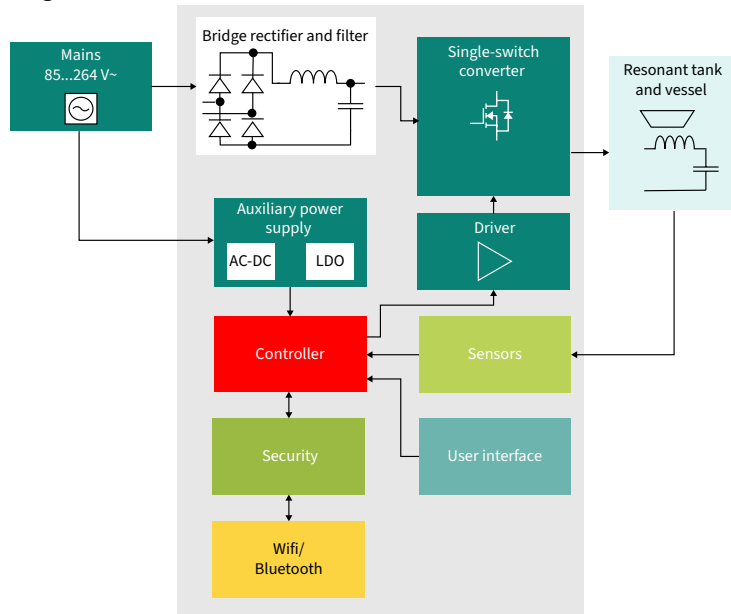 Mains
85...264 V~
Bridge rectifier and filter
Single-switch
converter
Resonant tank
and vessel
Auxiliary power
supply
AC-DC
LDO
Driver
Controller
Sensors
Security
User interface
Wifi/
Bluetooth